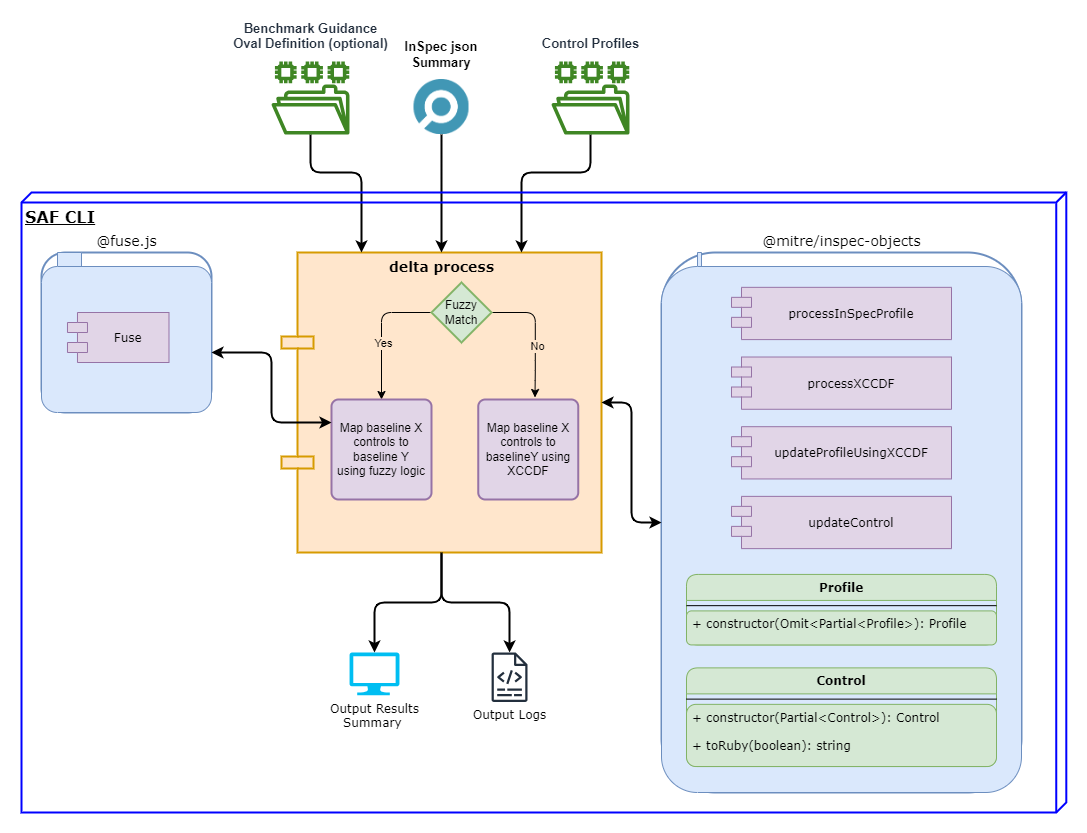 Benchmark Guidance
Oval Definition (optional)
InSpec json
Summary
Control Profiles
SAF CLI
@fuse.js
Fuse
delta process
Fuzzy
Match
Yes
No
Map baseline X
controls to
baseline Y
using fuzzy logic
Map baseline X
controls to
baselineY using
XCCDF
@mitre/inspec-objects
processInSpecProfile
processXCCDF
updateProfileUsingXCCDF
updateControl
Profile
+ constructor(Omit<Partial<Profile>): Profile
Control
+ constructor(Partial<Control>): Control
+ toRuby(boolean): string
Output Results
Summary
Output Logs